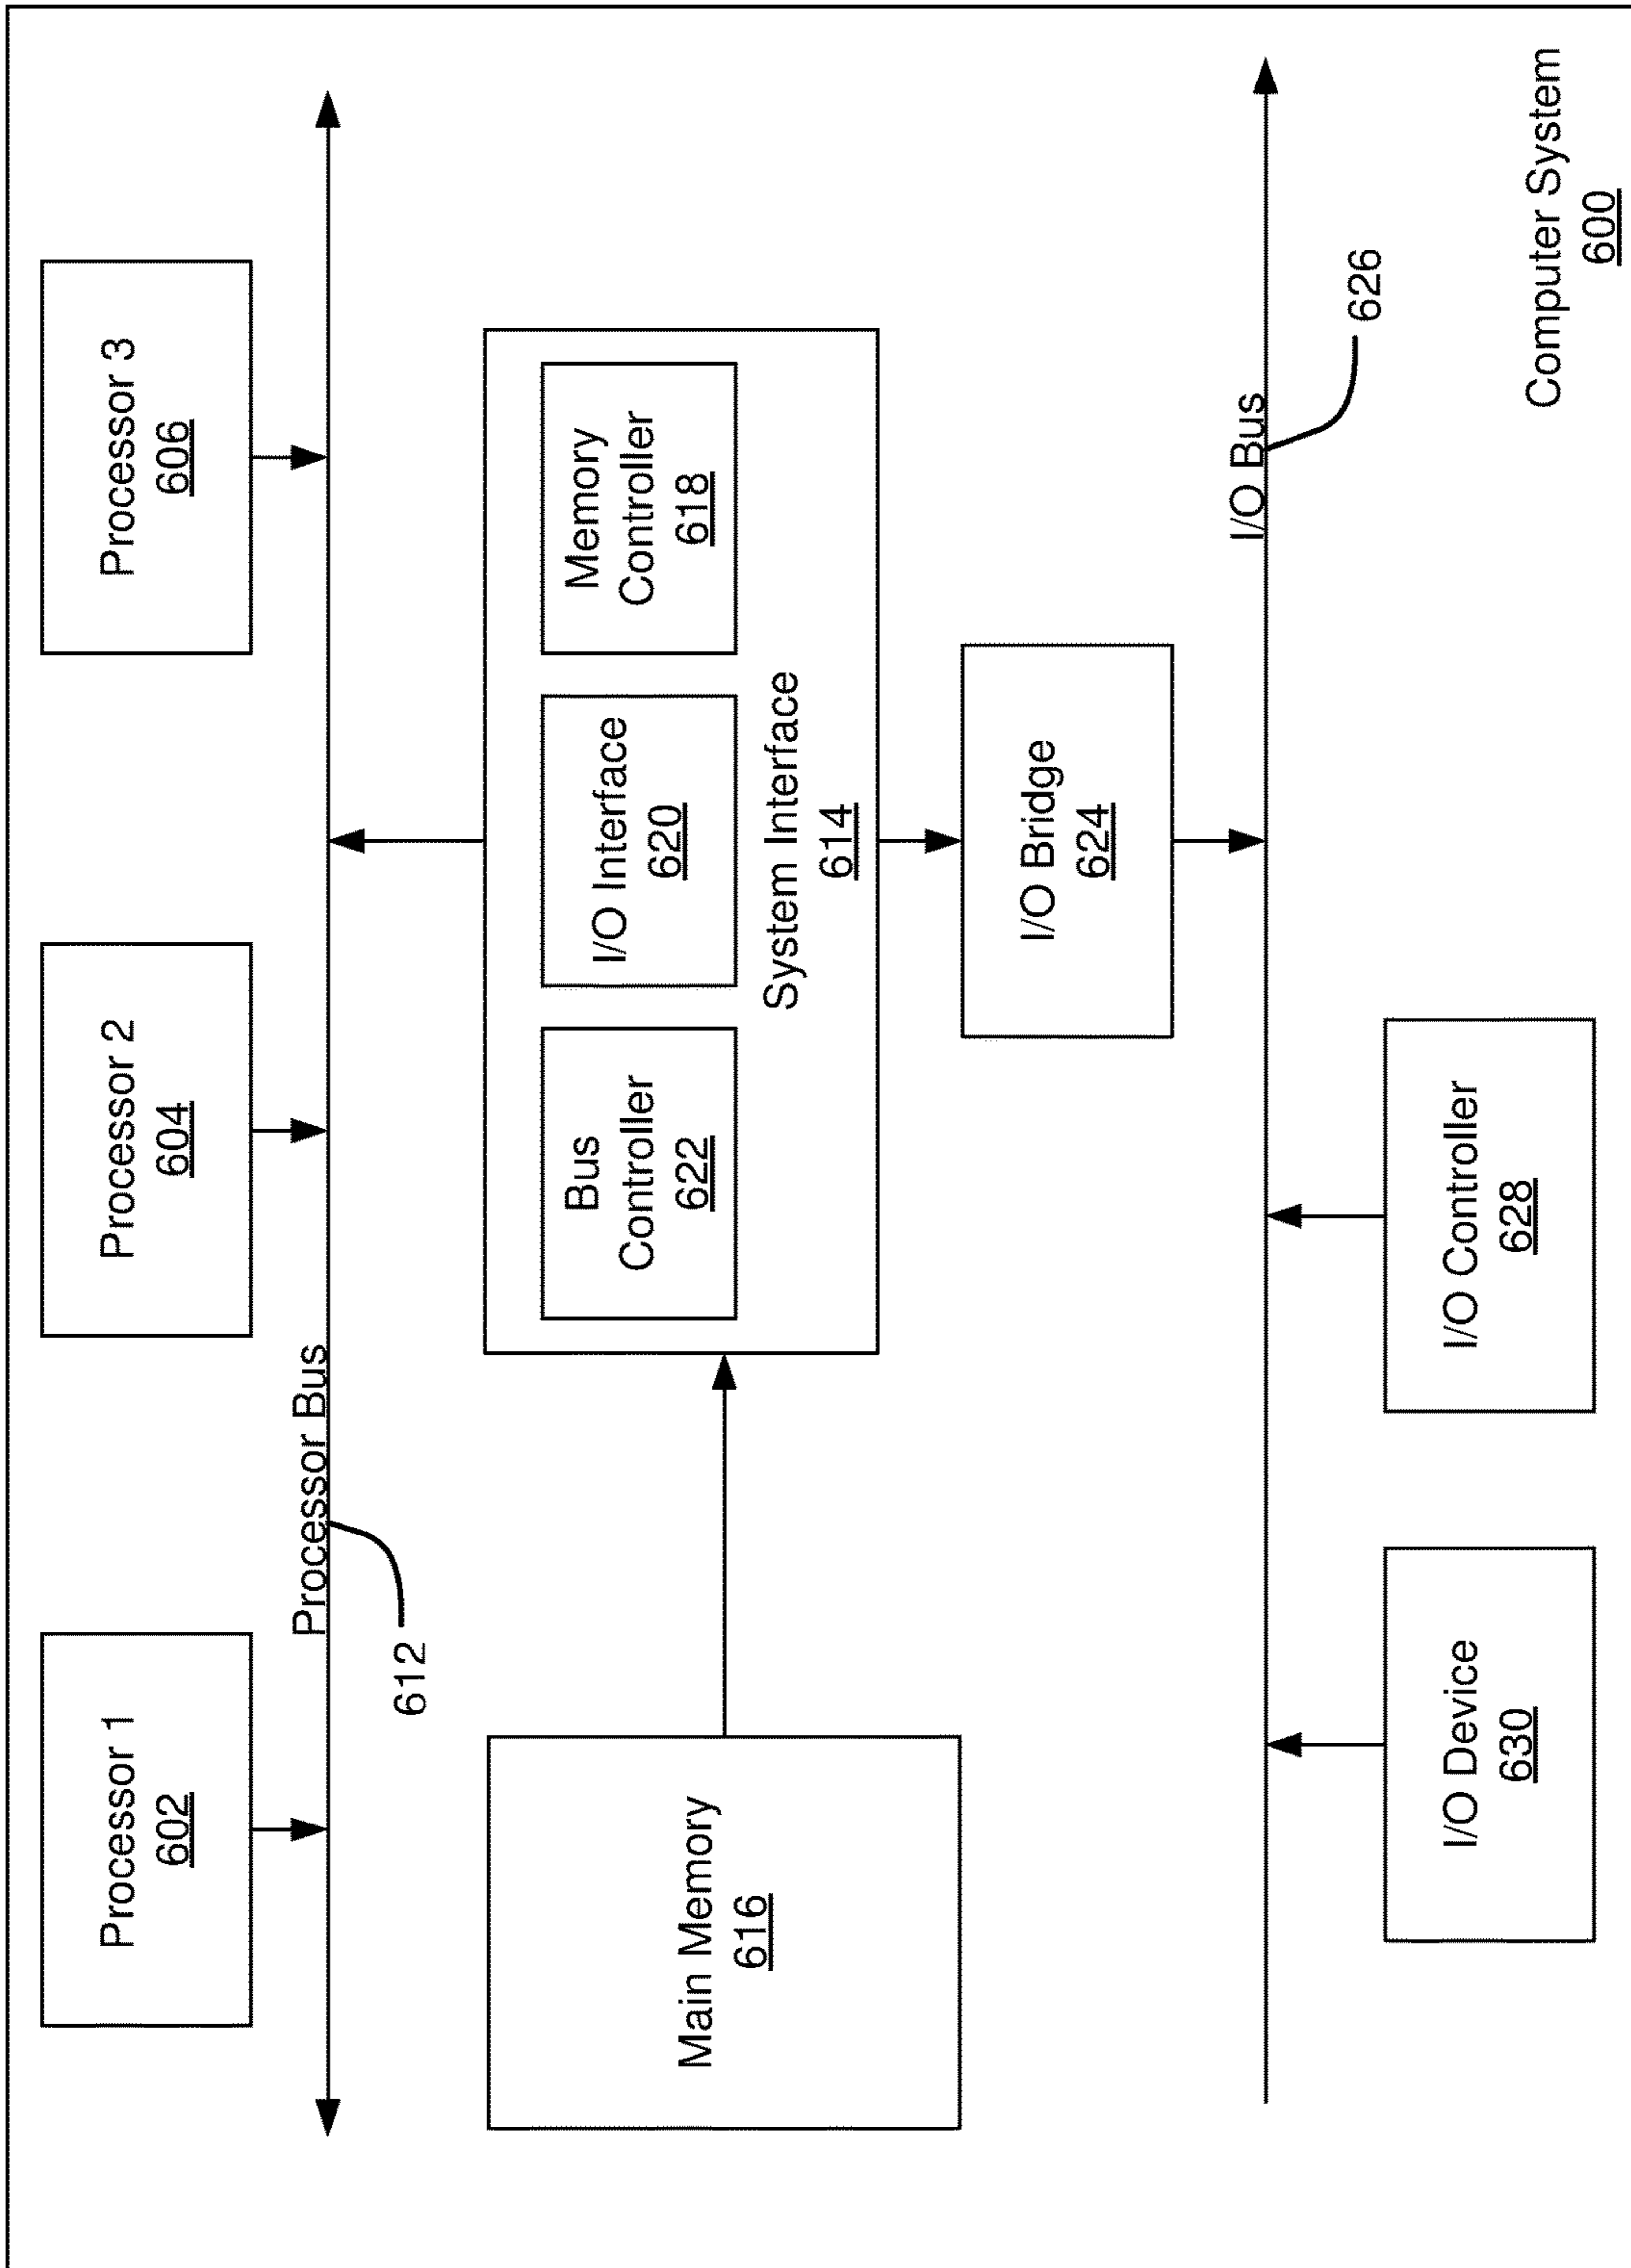 Processor 1
602
Processor 2
604
Processor 3
606
Processor Bus
612
Main Memory
616
Bus
Controller
622
I/O Interface
620
Memory
Controller
618
System Interface
614
I/O Bridge
624
I/O Bus
626
I/O Device
630
I/O Controller
628
Computer System
600